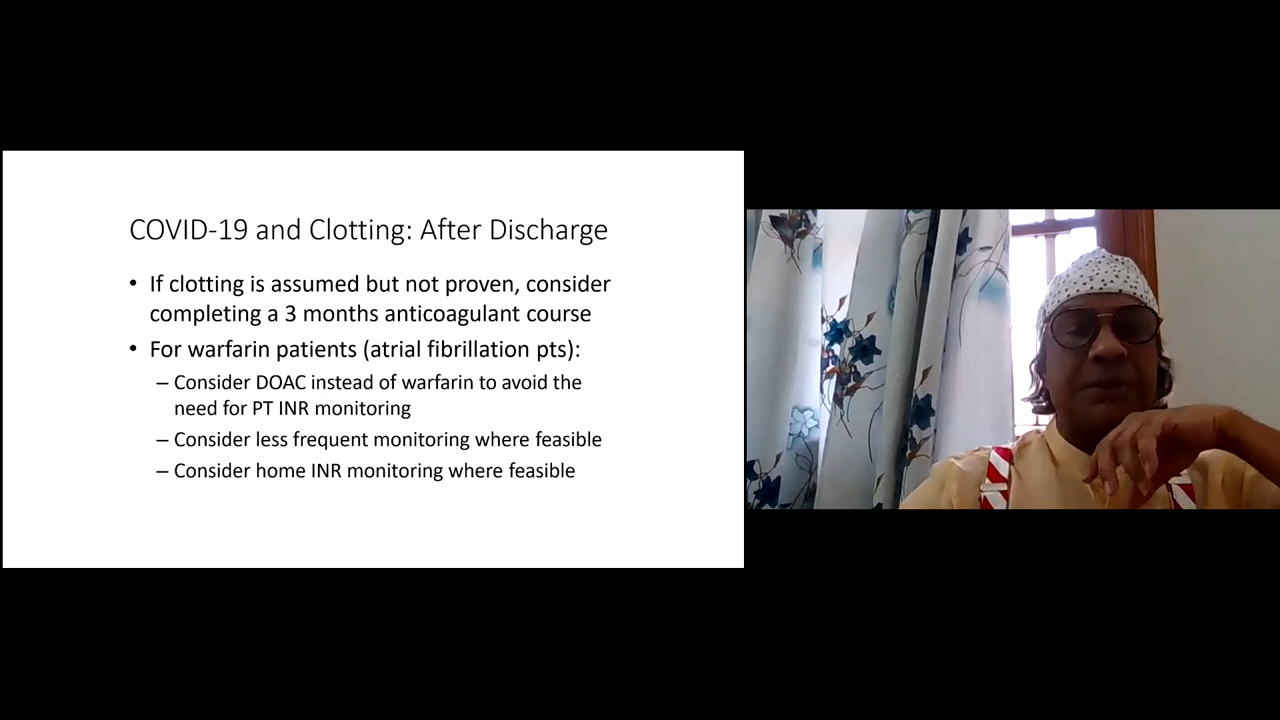 COVID-19 and Clotting: After Discharge
• If clotting is assumed but not proven, consider
completing a 3 months anticoagulant course
• For warfarin patients (atrial fibrillation pts):
– Consider DOAC instead of warfarin to avoid the
need for PT INR monitoring
– Consider less frequent monitoring where feasible
– Consider home INR monitoring where feasible